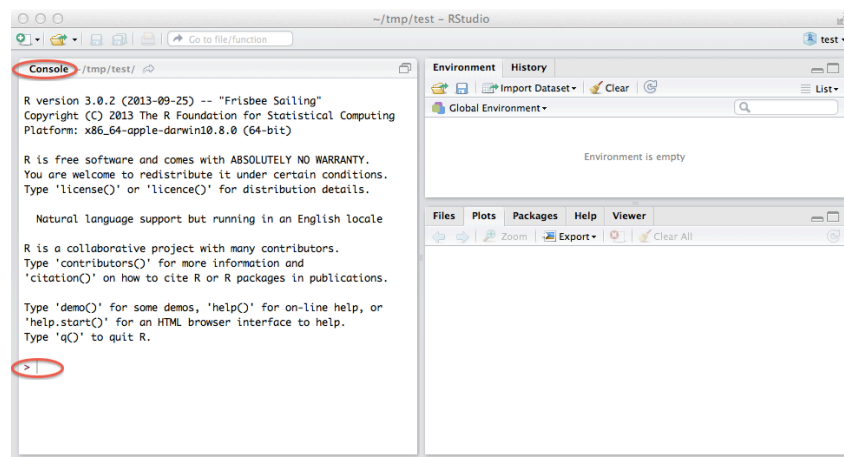 ~/tmp/test – RStudio
Go to file/function
test
Console ~/tmp/test/
R version 3.0.2 (2013-09-25) -- "Frisbee Sailing"
Copyright (C) 2013 The R Foundation for Statistical Computing
Platform: x86_64-apple-darwin10.8.0 (64-bit)
R is free software and comes with ABSOLUTELY NO WARRANTY.
You are welcome to redistribute it under certain conditions.
Type 'license()' or 'licence()' for distribution details.
Natural language support but running in an English locale
R is a collaborative project with many contributors.
Type 'contributors()' for more information and
'citation()' on how to cite R or R packages in publications.
Type 'demo()' for some demos, 'help()' for on-line help, or
'help.start()' for an HTML browser interface to help.
Type 'q()' to quit R.
>
Environment History
Import Dataset Clear List
Global Environment
Environment is empty
Files Plots Packages Help Viewer
Zoom Export Clear All